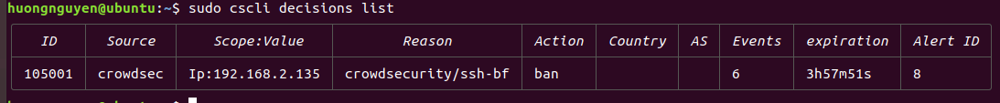 huongnguyen@ubuntu:~$ sudo cscli decisions list
ID Source Scope:Value Reason Action Country AS Events expiration Alert ID
105001 crowdsec Ip:192.168.2.135 crowdsecurity/ssh-bf ban 6 3h57m51s 8